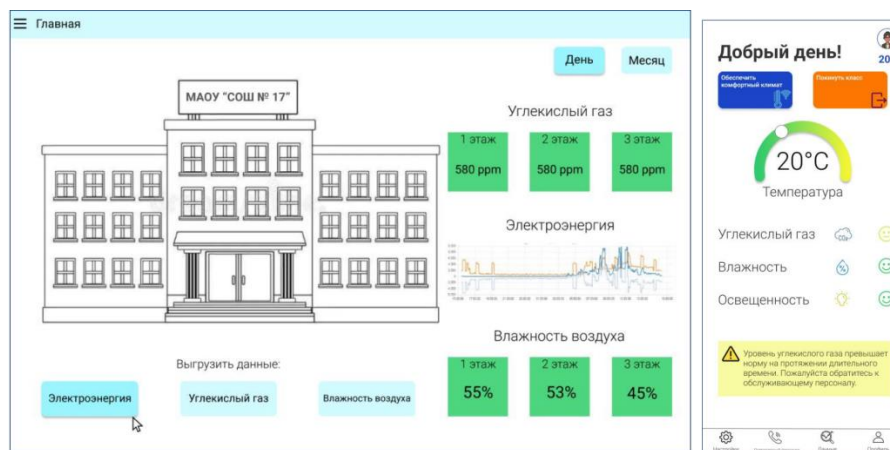 Главная
День
Месяц
МАОУ "СОШ № 17"
Углекислый газ
1 этаж
2 этаж
3 этаж
580 ppm
580 ppm
580 ppm
Электроэнергия
Влажность воздуха
1 этаж
2 этаж
3 этаж
55%
53%
45%
Выгрузить данные:
Электроэнергия
Углекислый газ
Влажность воздуха
Добрый день!
20
Обеспечить
комфортный климат
Покинуть класс
20°C
Температура
Углекислый газ
Влажность
Освещенность
Уровень углекислого газа превышает
норму на протяжении длительного
времени. Пожалуйста обратитесь к
обслуживающему персоналу.